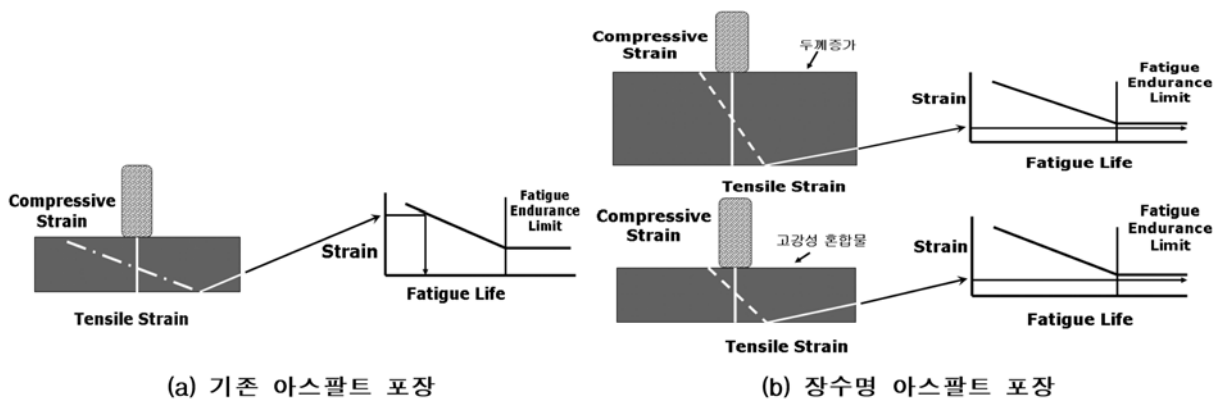 Compressive
Strain
Tensile Strain
Strain
Fatigue
Endurance
Limit
Fatigue Life
(a) 기존 아스팔트 포장
Compressive
Strain
두께증가
Tensile Strain
Strain
Fatigue
Endurance
Limit
Fatigue Life
Compressive
Strain
고강성 혼합물
Tensile Strain
Strain
Fatigue
Endurance
Limit
Fatigue Life
(b) 장수명 아스팔트 포장